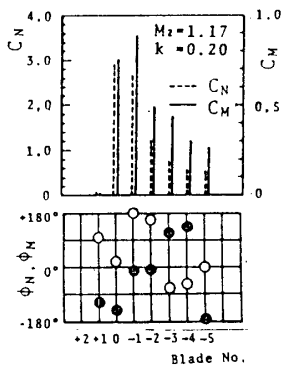 C_N
4.0
3.0
2,0
1.0
0
M₂=1.17
k =0.20
C_N
C_M
1.0
0,5
0
C_M
+180°
0°
-180°
ϕ_N, ϕ_M
+2 +1 0 -1 -2 -3 -4 -5
Blade No.